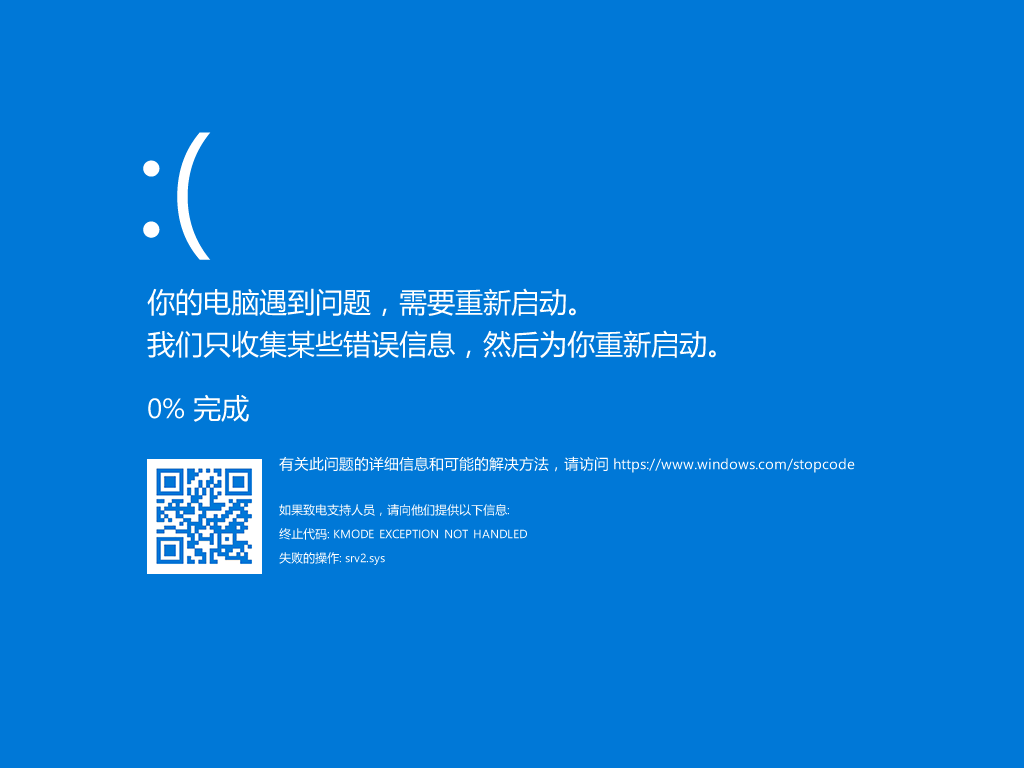 :(
你的电脑遇到问题，需要重新启动。
我们只收集某些错误信息，然后为你重新启动。
0% 完成
有关此问题的详细信息和可能的解决方法，请访问 https://www.windows.com/stopcode
如果致电支持人员，请向他们提供以下信息:
终止代码: KMODE EXCEPTION NOT HANDLED
失败的操作: srv2.sys